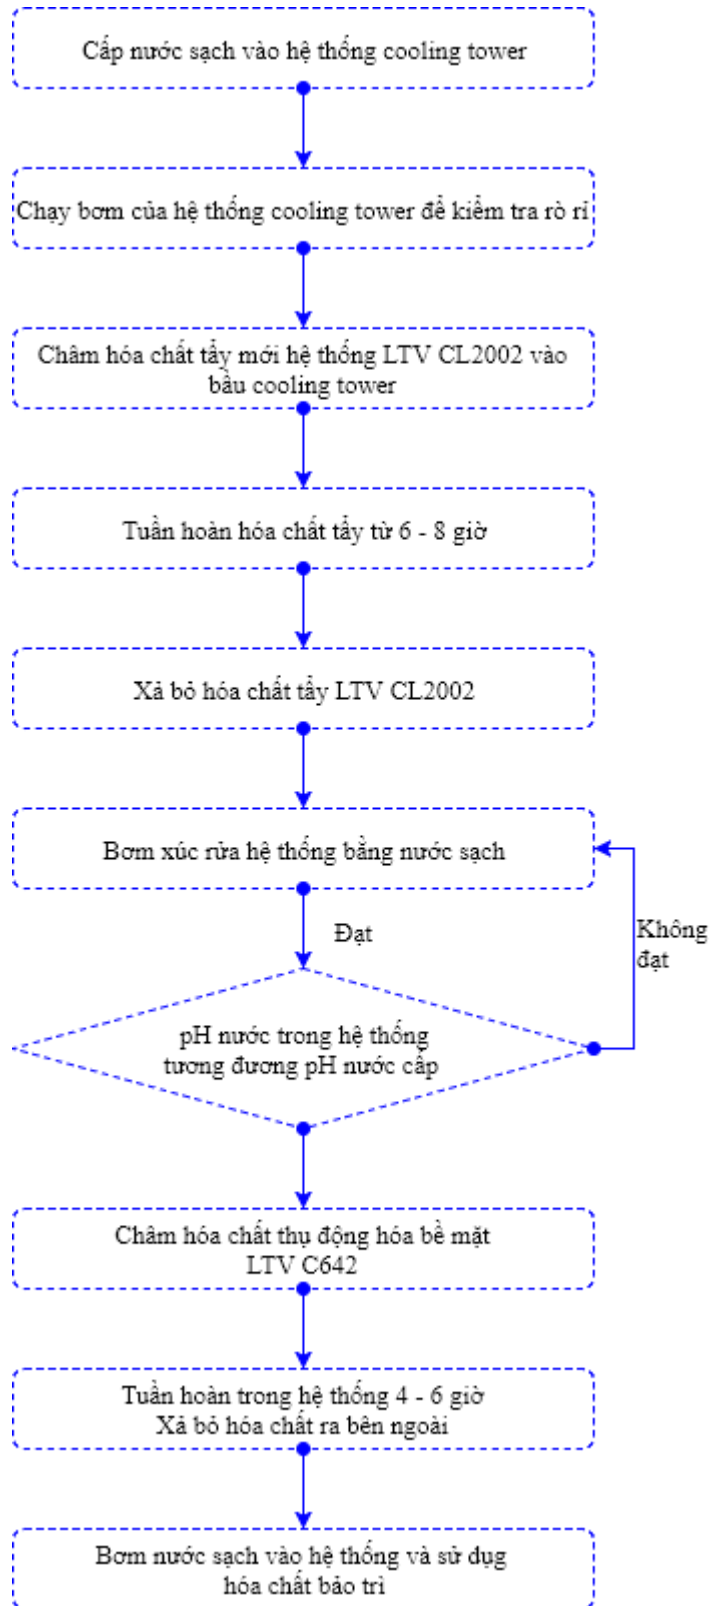 Cấp nước sạch vào hệ thống cooling tower
Chạy bơm của hệ thống cooling tower để kiểm tra rò rỉ
Châm hóa chất tẩy mới hệ thống LTV CL2002 vào
bầu cooling tower
Tuần hoàn hóa chất tẩy từ 6 - 8 giờ
Xả bỏ hóa chất tẩy LTV CL2002
Bơm xúc rửa hệ thống bằng nước sạch
Đạt
Không
đạt
pH nước trong hệ thống
tương đương pH nước cấp
Châm hóa chất thụ động hóa bề mặt
LTV C642
Tuần hoàn trong hệ thống 4 - 6 giờ
Xả bỏ hóa chất ra bên ngoài
Bơm nước sạch vào hệ thống và sử dụg
hóa chất bảo trì